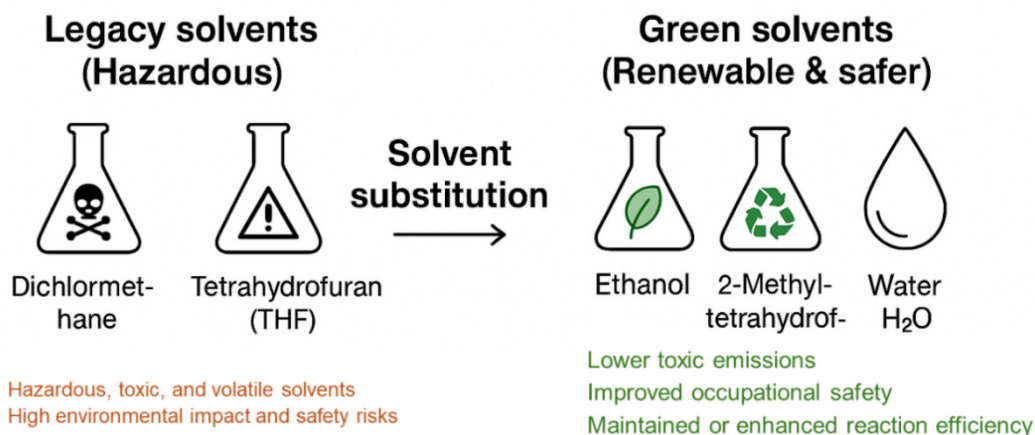 Legacy solvents
(Hazardous)
Dichlormet-
hane
Tetrahydrofuran
(THF)
Hazardous, toxic, and volatile solvents
High environmental impact and safety risks
Solvent
substitution
Green solvents
(Renewable & safer)
Ethanol
2-Methyl-
tetrahydrof-
Water
H₂O
Lower toxic emissions
Improved occupational safety
Maintained or enhanced reaction efficiency